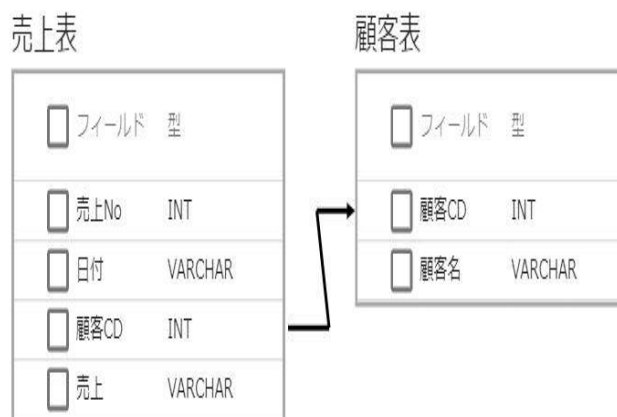 売上表
フィールド 型
売上No INT
日付 VARCHAR
顧客CD INT
売上 VARCHAR
顧客表
フィールド 型
顧客CD INT
顧客名 VARCHAR